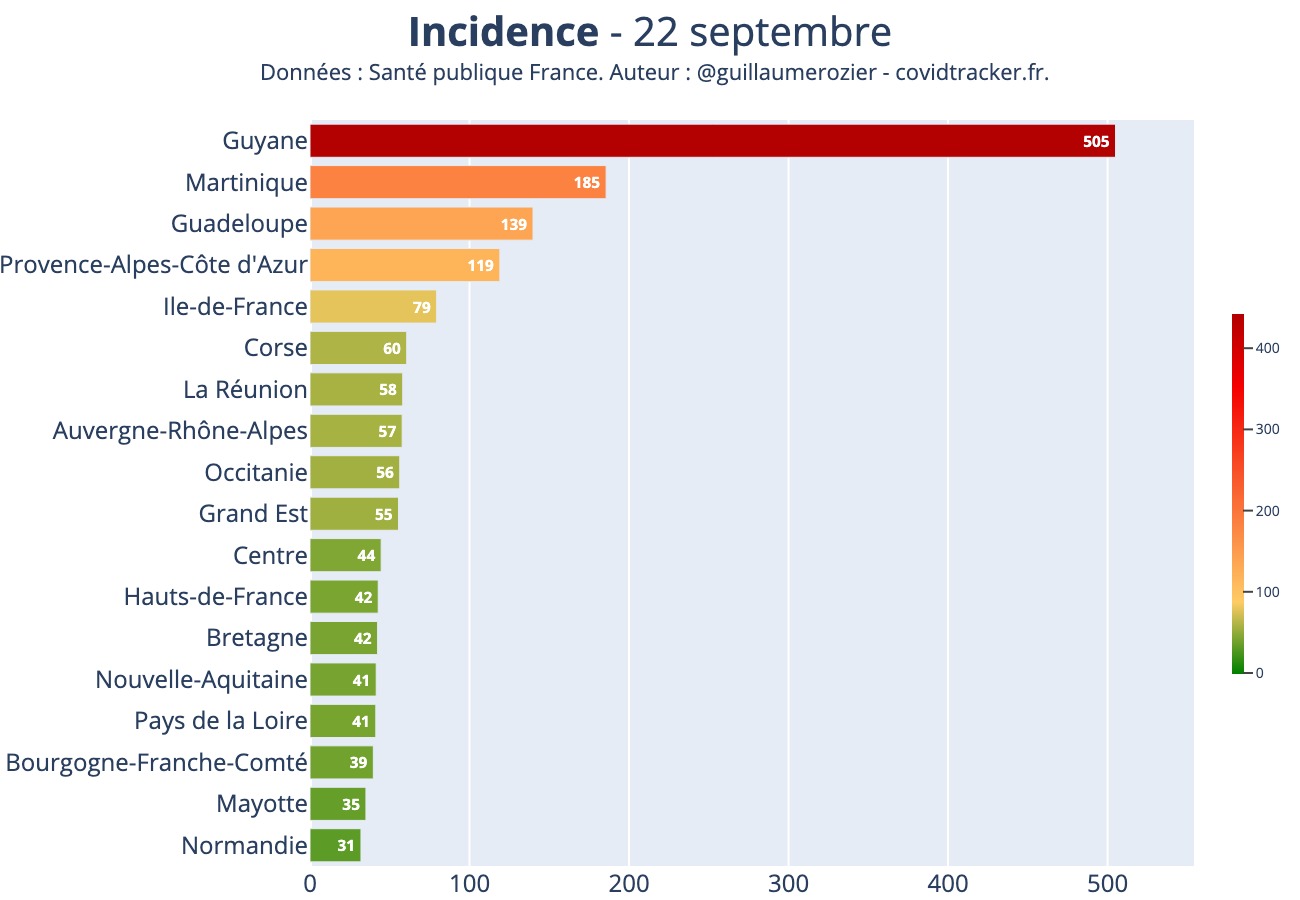 Incidence - 22 septembre
Données : Santé publique France. Auteur : @guillaumerozier - covidtracker.fr.
Guyane 505
Martinique 185
Guadeloupe 139
Provence-Alpes-Côte d'Azur 119
Ile-de-France 79
Corse 60
La Réunion 58
Auvergne-Rhône-Alpes 57
Occitanie 56
Grand Est 55
Centre 44
Hauts-de-France 42
Bretagne 42
Nouvelle-Aquitaine 41
Pays de la Loire 41
Bourgogne-Franche-Comté 39
Mayotte 35
Normandie 31
0 100 200 300 400 500
400
300
200
100
0